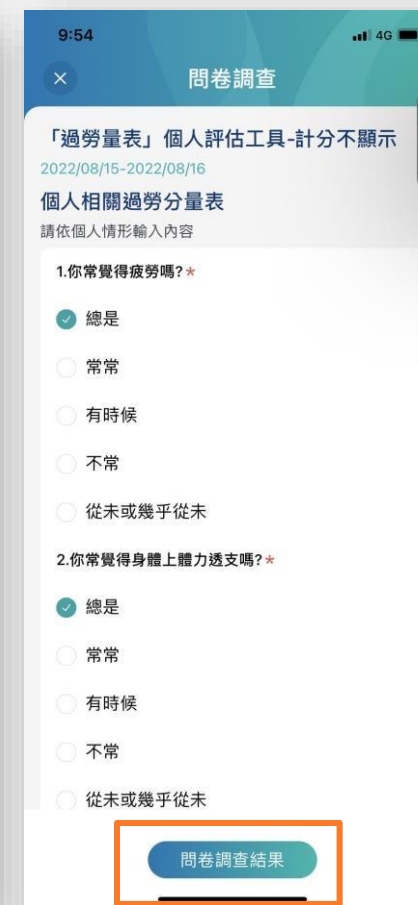 9:54
4G
問卷調查
「過勞量表」個人評估工具-計分不顯示
2022/08/15-2022/08/16
個人相關過勞分量表
請依個人情形輸入內容
1.你常覺得疲勞嗎?*
總是
常常
有時候
不常
從未或幾乎從未
2.你常覺得身體上體力透支嗎?*
總是
常常
有時候
不常
從未或幾乎從未
問卷調查結果